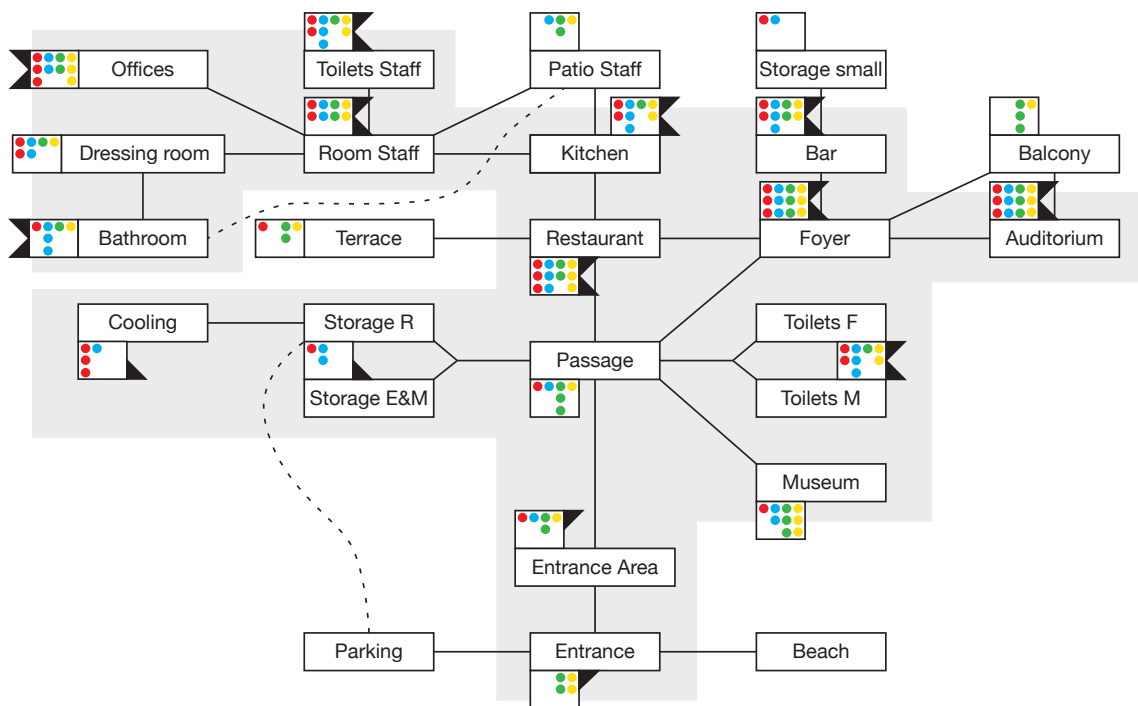 Offices
Toilets Staff
Patio Staff
Storage small
Dressing room
Room Staff
Kitchen
Bar
Balcony
Bathroom
Terrace
Restaurant
Foyer
Auditorium
Cooling
Storage R
Toilets F
Passage
Storage E&M
Toilets M
Museum
Entrance Area
Parking
Entrance
Beach